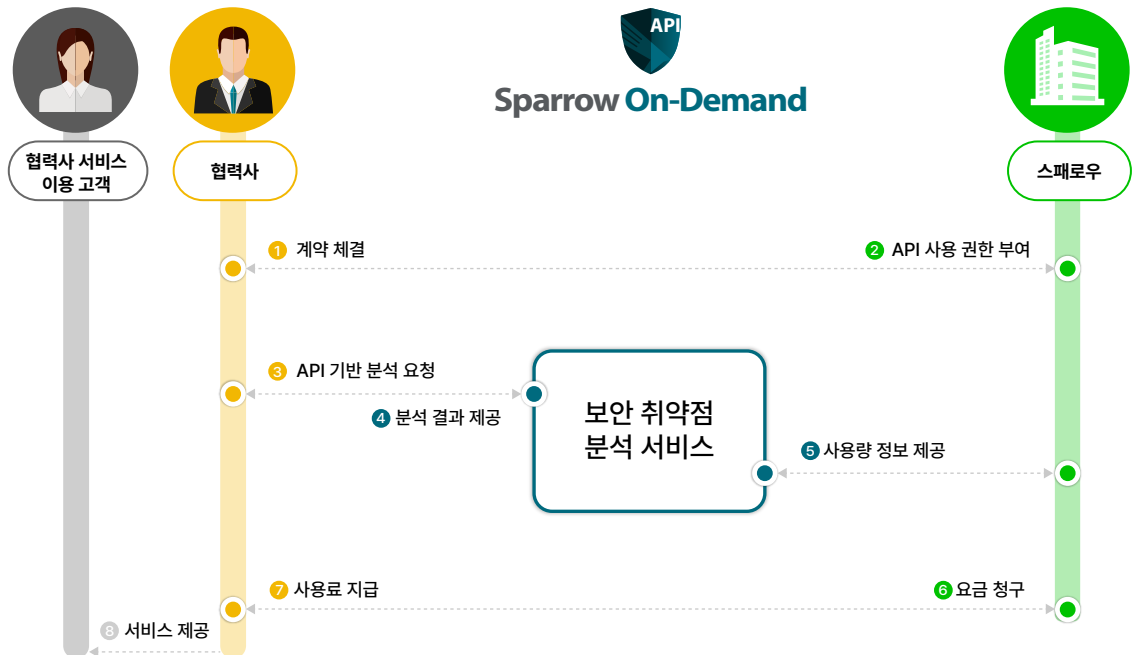 API
Sparrow On-Demand
협력사 서비스
이용 고객
협력사
스패로우
1 계약 체결
2 API 사용 권한 부여
3 API 기반 분석 요청
4 분석 결과 제공
보안 취약점
분석 서비스
5 사용량 정보 제공
7 사용료 지급
6 요금 청구
8 서비스 제공